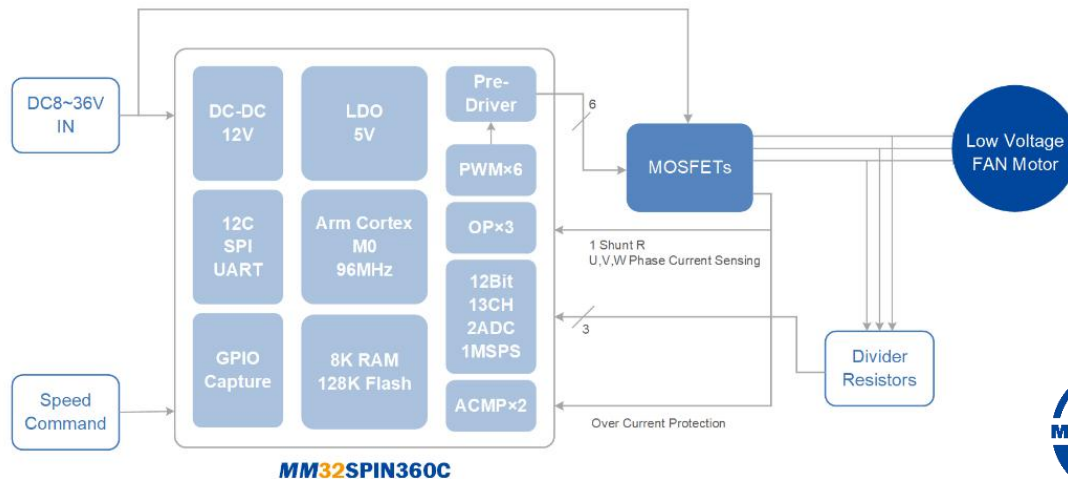 DC8~36V
IN
DC-DC
12V
LDO
5V
Pre-
Driver
6
MOSFETs
Low Voltage
FAN Motor
PWM×6
12C
SPI
UART
Arm Cortex
M0
96MHz
OP×3
1 Shunt R
U,V,W Phase Current Sensing
12Bit
13CH
2ADC
1MSPS
3
GPIO
Capture
8K RAM
128K Flash
Divider
Resistors
Speed
Command
ACMP×2
Over Current Protection
MM32SPIN360C